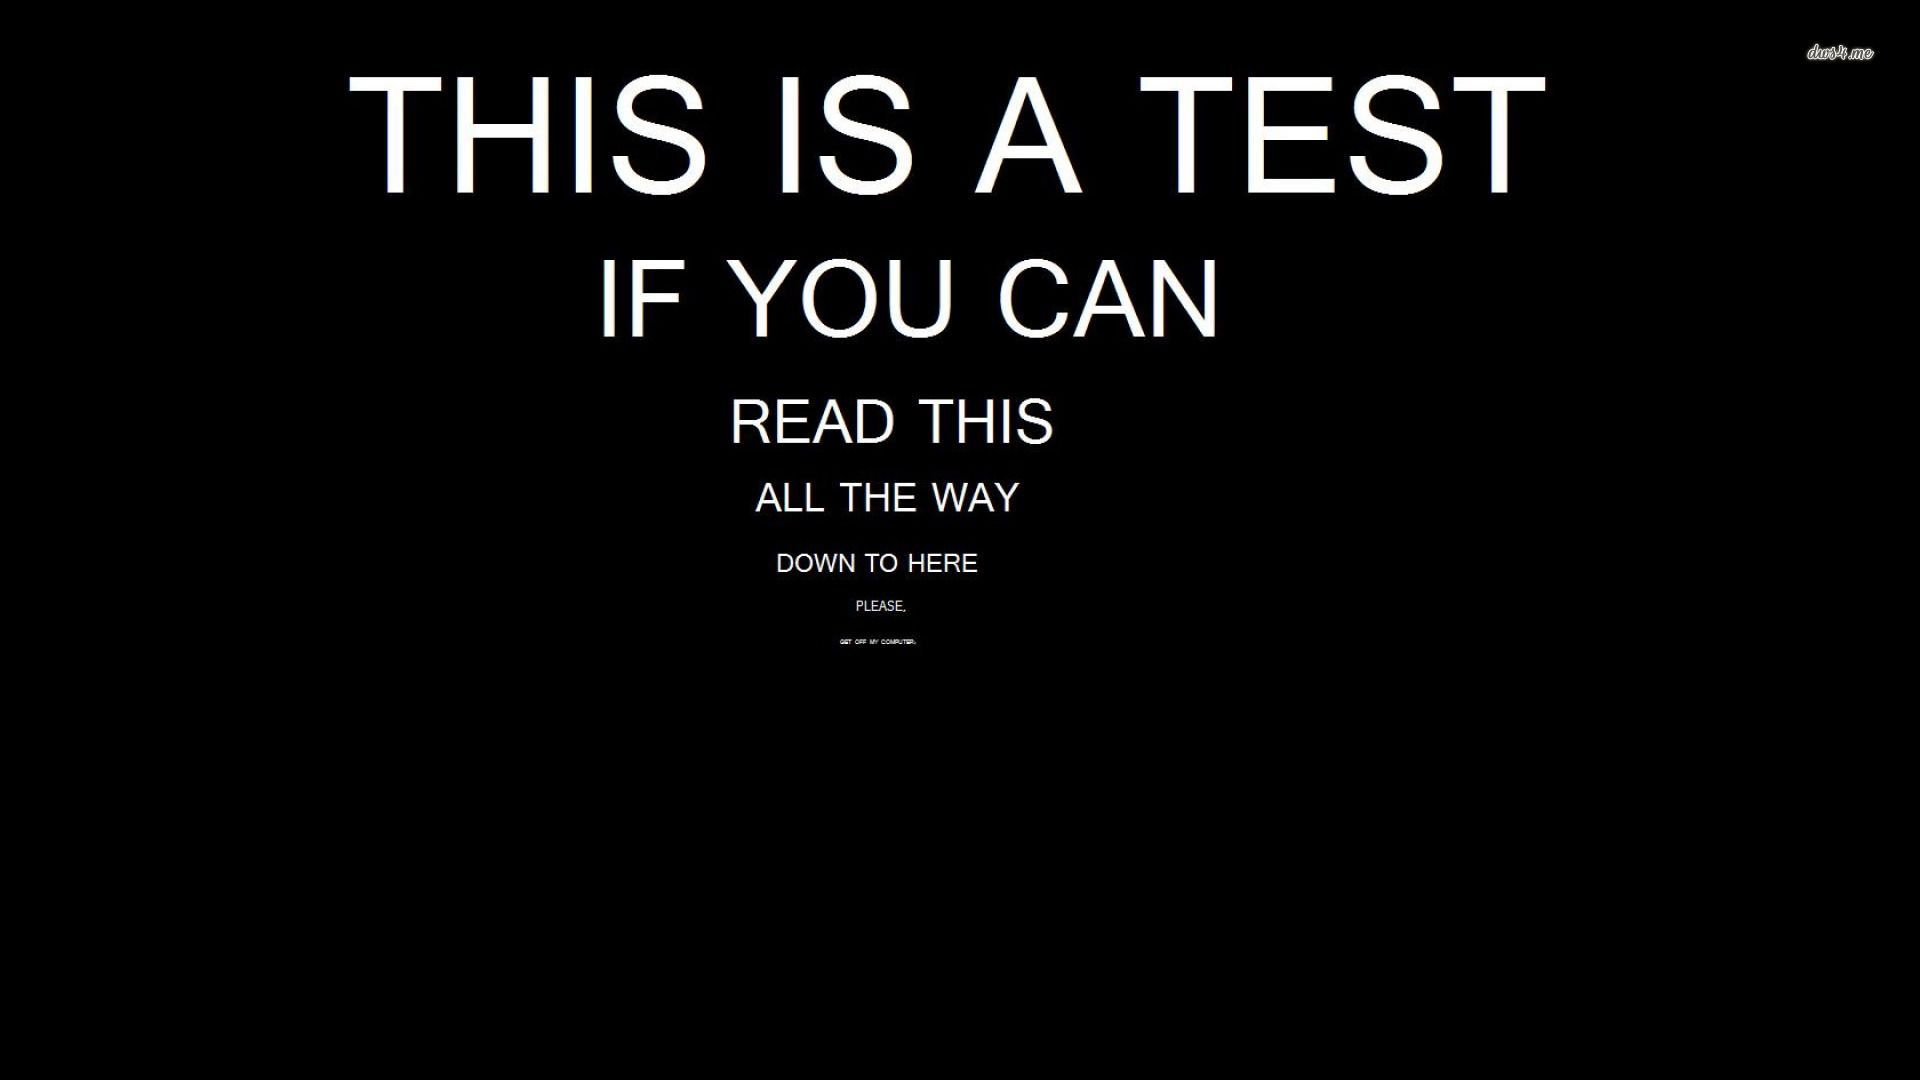 dws4.me
THIS IS A TEST
IF YOU CAN
READ THIS
ALL THE WAY
DOWN TO HERE
PLEASE,
GET OFF MY COMPUTER.